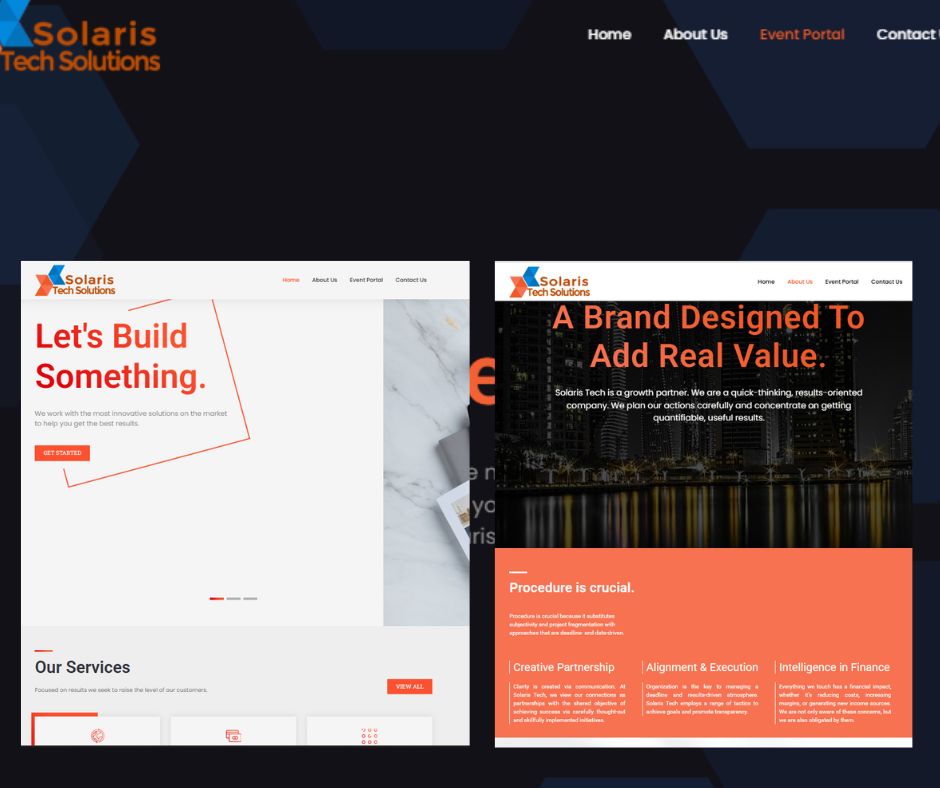 Solaris
Tech Solutions
Home About Us Event Portal Contact
Solaris
Tech Solutions
Home About Us Event Portal Contact Us
Let's Build
Something.
We work with the most innovative solutions on the market
to help you get the best results.
GET STARTED
Our Services
Focused on results we seek to raise the level of our customers.
VIEW ALL
Solaris
Tech Solutions
Home About Us Event Portal Contact Us
A Brand Designed To
Add Real Value.
Solaris Tech is a growth partner. We are a quick-thinking, results-oriented
company. We plan our actions carefully and concentrate on getting
quantifiable, useful results.
Procedure is crucial.
Procedure is crucial because it substitutes
subjectivity and project fragmentation with
approaches that are deadline- and data-driven.
Creative Partnership
Clarity is created via communication. At
Solaris Tech, we view our connections as
partnerships with the shared objective of
achieving success via carefully thought-out
and skillfully implemented initiatives.
Alignment & Execution
Organization is the key to managing a
deadline and results-driven atmosphere.
Solaris Tech employs a range of tactics to
achieve goals and promote transparency.
Intelligence in Finance
Everything we touch has a financial impact,
whether it's reducing costs, increasing
margins, or generating new income sources.
We are not only aware of these concerns, but
we are also obligated by them.